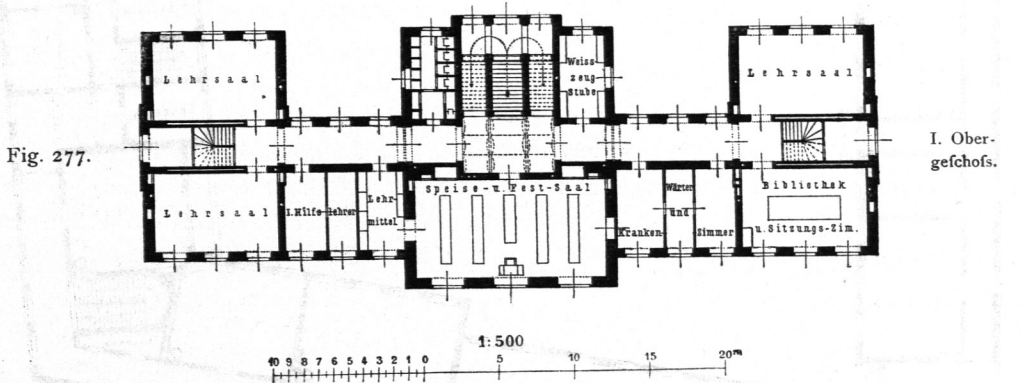 Lehrsaal
Weiss
zeug
Stube
Lehrsaal
Fig. 277.
I. Ober-
geſchoſs.
Lehrsaal
I. Hilfs-lehrer
Lehr-
mittel
Speise- u. Fest-Saal
Kranken
Wärter
und
Zimmer
Bibliothek
u. Sitzungs-Zim.
1:500
10 9 8 7 6 5 4 3 2 1 0 5 10 15 20m